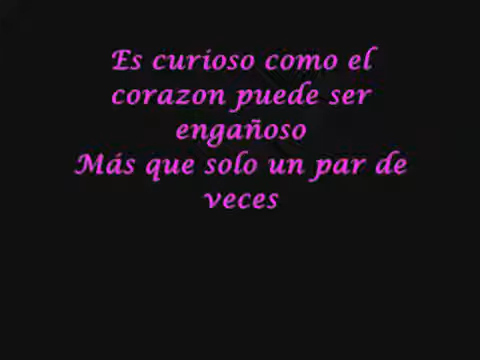 Es curioso como el
corazon puede ser
engañoso
Más que solo un par de
veces